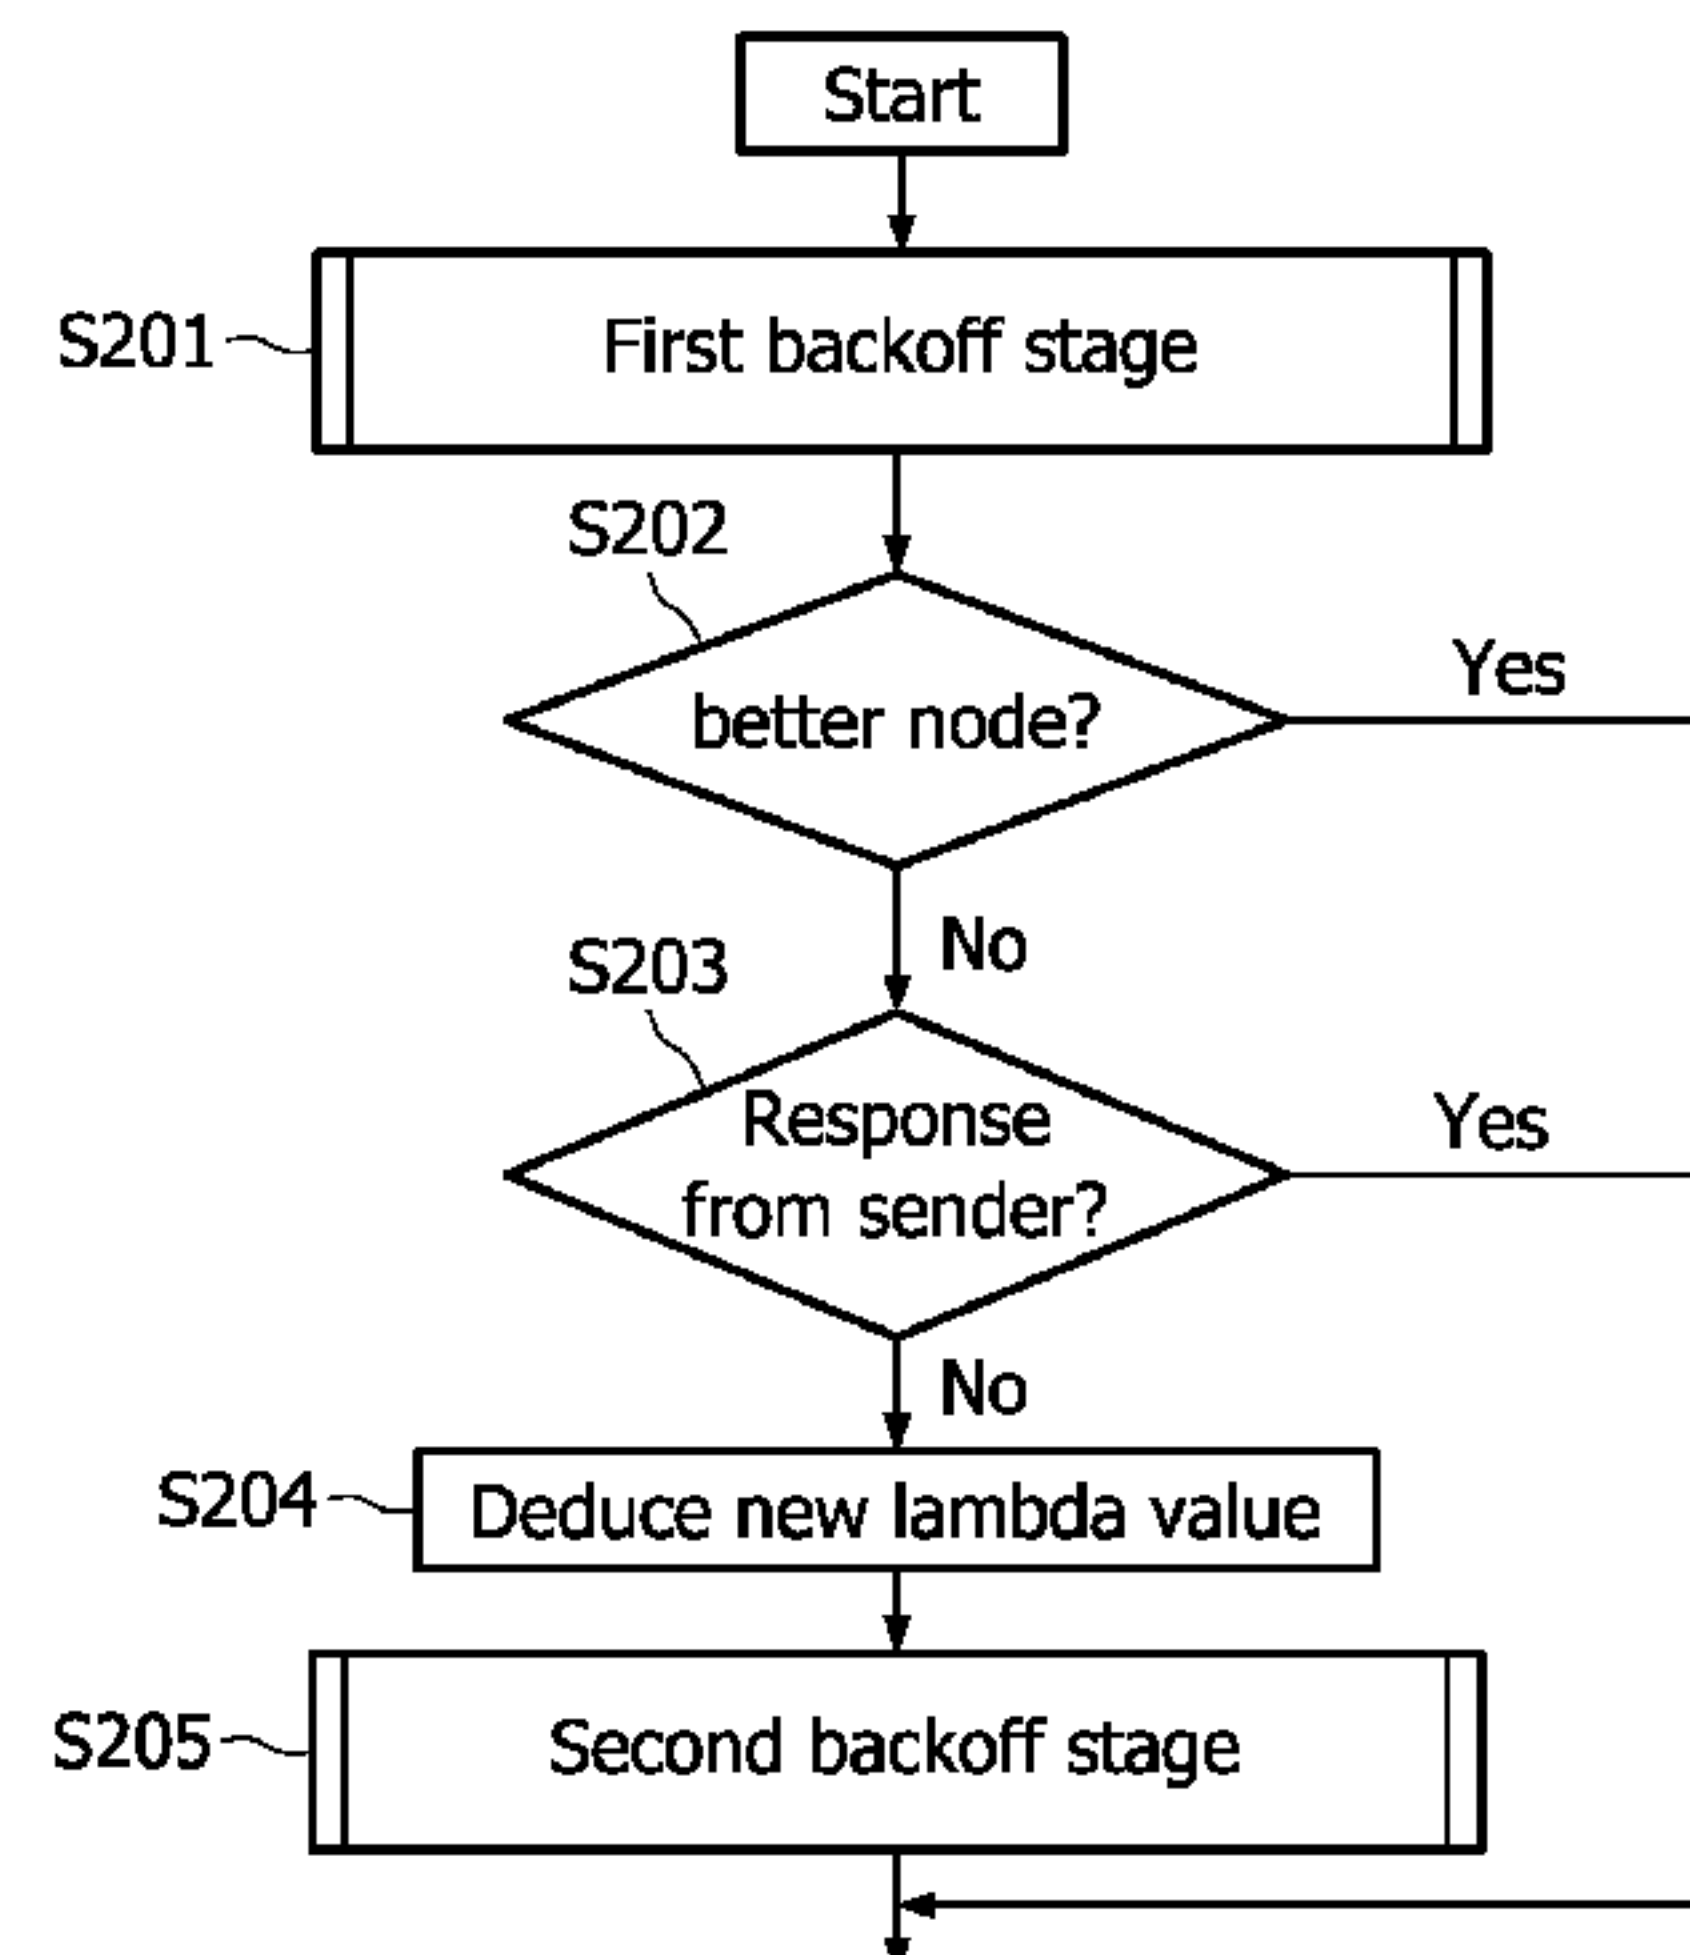 Start
S201
First backoff stage
S202
better node?
Yes
No
S203
Response
from sender?
Yes
No
S204
Deduce new lambda value
S205
Second backoff stage